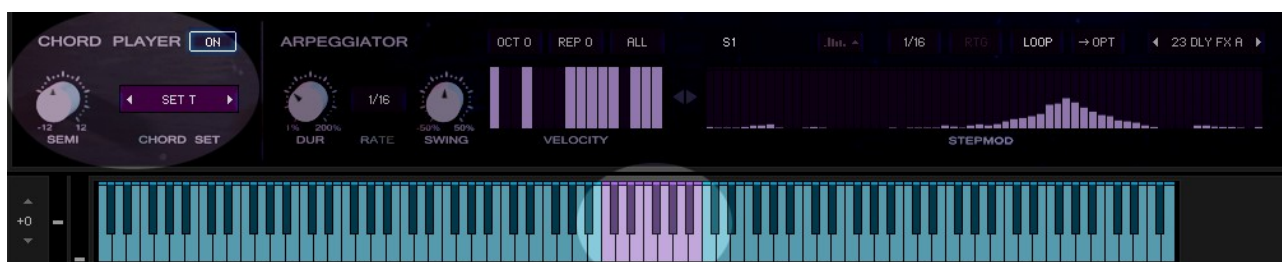 CHORD PLAYER ON
SET T
-12 12
SEMI
CHORD SET
ARPEGGIATOR
1/16
1% 200%
-50% 50%
DUR RATE SWING
OCT 0 REP 0 ALL
VELOCITY
S1 1/16 RTG LOOP → OPT 23 DLY FX A
STEPMOD
+0